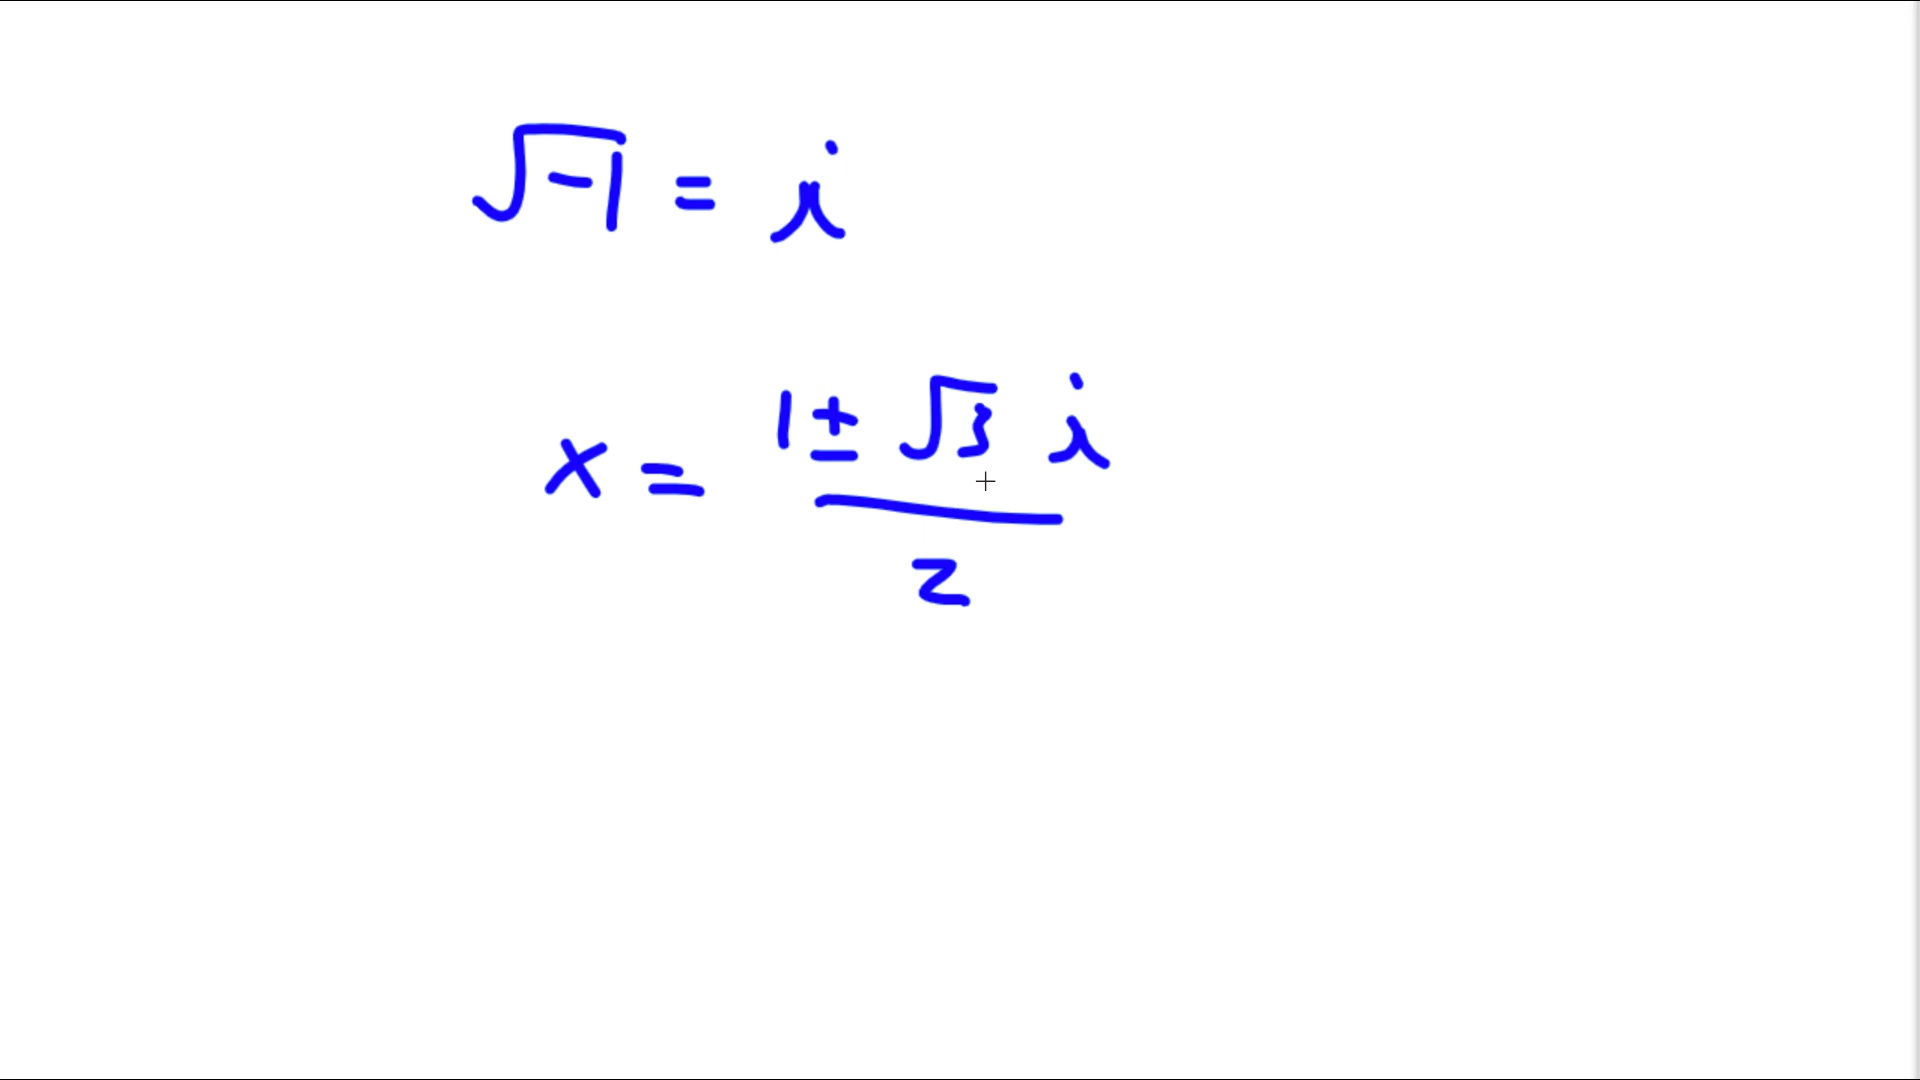 √-1 = i
x = (1 ± √3 i) / 2